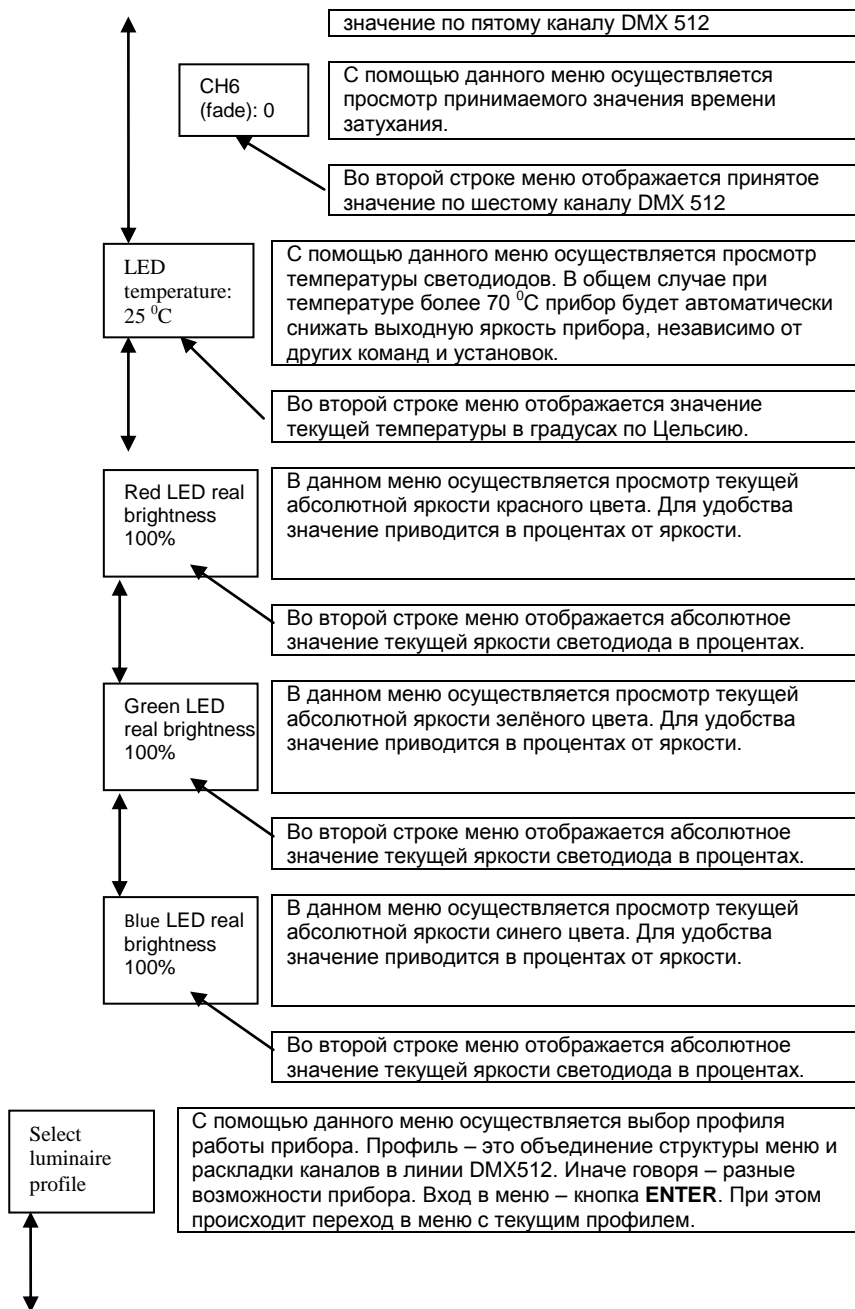 значение по пятому каналу DMX 512
CH6
(fade): 0
С помощью данного меню осуществляется
просмотр принимаемого значения времени
затухания.
Во второй строке меню отображается принятое
значение по шестому каналу DMX 512
LED
temperature:
25 ⁰C
С помощью данного меню осуществляется просмотр
температуры светодиодов. В общем случае при
температуре более 70 ⁰С прибор будет автоматически
снижать выходную яркость прибора, независимо от
других команд и установок.
Во второй строке меню отображается значение
текущей температуры в градусах по Цельсию.
Red LED real
brightness
100%
В данном меню осуществляется просмотр текущей
абсолютной яркости красного цвета. Для удобства
значение приводится в процентах от яркости.
Во второй строке меню отображается абсолютное
значение текущей яркости светодиода в процентах.
Green LED
real brightness
100%
В данном меню осуществляется просмотр текущей
абсолютной яркости зелёного цвета. Для удобства
значение приводится в процентах от яркости.
Во второй строке меню отображается абсолютное
значение текущей яркости светодиода в процентах.
Blue LED real
brightness
100%
В данном меню осуществляется просмотр текущей
абсолютной яркости синего цвета. Для удобства
значение приводится в процентах от яркости.
Во второй строке меню отображается абсолютное
значение текущей яркости светодиода в процентах.
Select
luminaire
profile
С помощью данного меню осуществляется выбор профиля
работы прибора. Профиль – это объединение структуры меню и
раскладки каналов в линии DMX512. Иначе говоря – разные
возможности прибора. Вход в меню – кнопка ENTER. При этом
происходит переход в меню с текущим профилем.